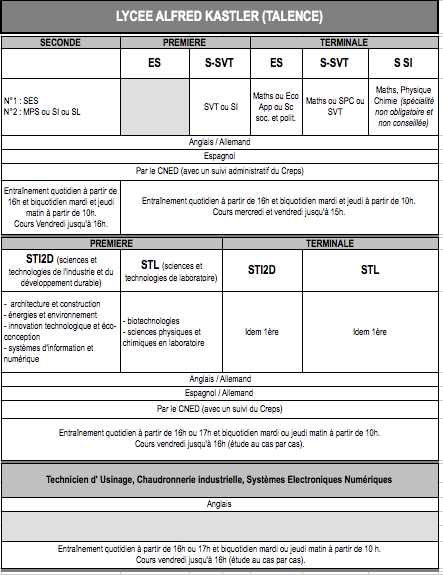 LYCEE ALFRED KASTLER (TALENCE)
SECONDE PREMIERE TERMINALE
ES S-SVT ES S-SVT S SI
N°1 : SES
N°2 : MPS ou SI ou SL
SVT ou SI
Maths ou Eco
App ou Sc
soc. et polit.
Maths ou SPC ou
SVT
Maths, Physique
Chimie (spécialité
non obligatoire et
non conseillée)
Anglais / Allemand
Espagnol
Par le CNED (avec un suivi administratif du Creps)
Entraînement quotidien à partir de
16h et biquotidien mardi et jeudi
matin à partir de 10h.
Cours Vendredi jusqu'à 16h.
Entraînement quotidien à partir de 16h et biquotidien mardi et jeudi à partir de 10h.
Cours mercredi et vendredi jusqu'à 15h.
PREMIERE TERMINALE
STI2D (sciences et
technologies de l'industrie et du
développement durable)
STL (sciences et
technologies de laboratoire)
STI2D
STL
- architecture et construction
- énergies et environnement
- innovation technologique et éco-
conception
- systèmes d'information et
numérique
- biotechnologies
- sciences physiques et
chimiques en laboratoire
Idem 1ère
Idem 1ère
Anglais / Allemand
Espagnol / Allemand
Par le CNED (avec un suivi du Creps)
Entraînement quotidien à partir de 16h ou 17h et biquotidien mardi ou jeudi matin à partir de 10h.
Cours vendredi jusqu'à 16h (étude au cas par cas).
Technicien d' Usinage, Chaudronnerie industrielle, Systèmes Electroniques Numériques
Anglais
Entraînement quotidien à partir de 16h ou 17h et biquotidien mardi ou jeudi matin à partir de 10 h.
Cours vendredi jusqu'à 16h (étude au cas par cas).